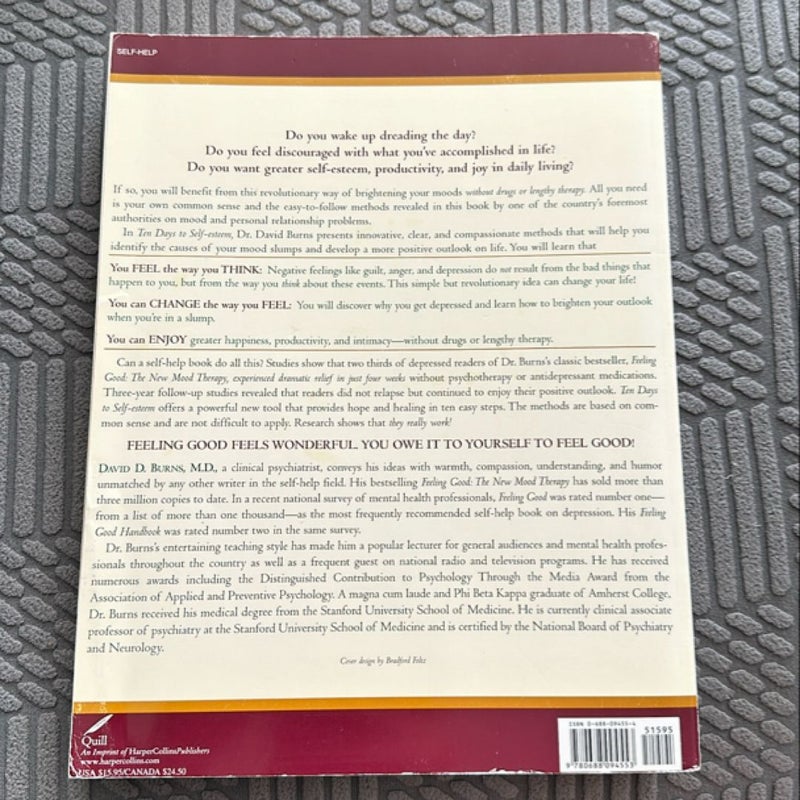 SELF-HELP
Do you wake up dreading the day?
Do you feel discouraged with what you've accomplished in life?
Do you want greater self-esteem, productivity, and joy in daily living?
If so, you will benefit from this revolutionary way of brightening your moods without drugs or lengthy therapy. All you need
is your own common sense and the easy-to-follow methods revealed in this book by one of the country's foremost
authorities on mood and personal relationship problems.
In Ten Days to Self-esteem, Dr. David Burns presents innovative, clear, and compassionate methods that will help you
identify the causes of your mood slumps and develop a more positive outlook on life. You will learn that
You FEEL the way you THINK: Negative feelings like guilt, anger, and depression do not result from the bad things that
happen to you, but from the way you think about these events. This simple but revolutionary idea can change your life!
You can CHANGE the way you FEEL: You will discover why you get depressed and learn how to brighten your outlook
when you're in a slump.
You can ENJOY greater happiness, productivity, and intimacy—without drugs or lengthy therapy.
Can a self-help book do all this? Studies show that two thirds of depressed readers of Dr. Burns's classic bestseller, Feeling
Good: The New Mood Therapy, experienced dramatic relief in just four weeks without psychotherapy or antidepressant medications.
Three-year follow-up studies revealed that readers did not relapse but continued to enjoy their positive outlook. Ten Days
to Self-esteem offers a powerful new tool that provides hope and healing in ten easy steps. The methods are based on com-
mon sense and are not difficult to apply. Research shows that they really work!
FEELING GOOD FEELS WONDERFUL. YOU OWE IT TO YOURSELF TO FEEL GOOD!
DAVID D. BURNS, M.D., a clinical psychiatrist, conveys his ideas with warmth, compassion, understanding, and humor
unmatched by any other writer in the self-help field. His bestselling Feeling Good: The New Mood Therapy has sold more than
three million copies to date. In a recent national survey of mental health professionals, Feeling Good was rated number one—
from a list of more than one thousand—as the most frequently recommended self-help book on depression. His Feeling
Good Handbook was rated number two in the same survey.
Dr. Burns's entertaining teaching style has made him a popular lecturer for general audiences and mental health profes-
sionals throughout the country as well as a frequent guest on national radio and television programs. He has received
numerous awards including the Distinguished Contribution to Psychology Through the Media Award from the
Association of Applied and Preventive Psychology. A magna cum laude and Phi Beta Kappa graduate of Amherst College,
Dr. Burns received his medical degree from the Stanford University School of Medicine. He is currently clinical associate
professor of psychiatry at the Stanford University School of Medicine and is certified by the National Board of Psychiatry
and Neurology.
Cover design by Bradford Foltz
Quill
An Imprint of HarperCollinsPublishers
www.harpercollins.com
USA $15.95/CANADA $24.50
ISBN 0-688-09455-4
51595
9 780688 094553